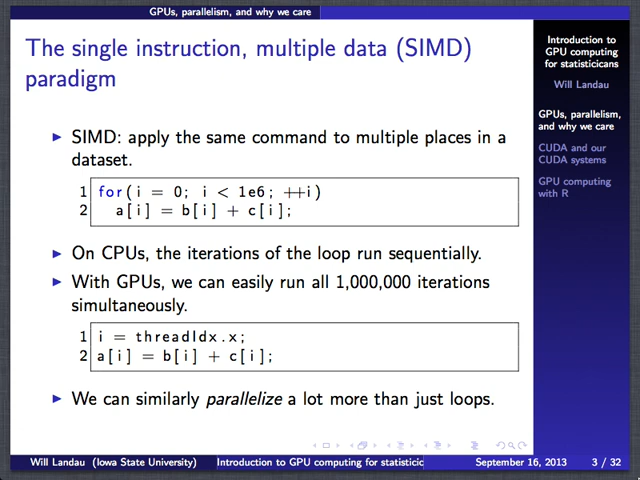 GPUs, parallelism, and why we care
The single instruction, multiple data (SIMD)
paradigm
▶ SIMD: apply the same command to multiple places in a
dataset.
1 for(i = 0; i < 1e6; ++i)
2   a[i] = b[i] + c[i];
▶ On CPUs, the iterations of the loop run sequentially.
▶ With GPUs, we can easily run all 1,000,000 iterations
simultaneously.
1 i = threadIdx.x;
2 a[i] = b[i] + c[i];
▶ We can similarly parallelize a lot more than just loops.
Introduction to
GPU computing
for statisticicans
Will Landau
GPUs, parallelism,
and why we care
CUDA and our
CUDA systems
GPU computing
with R
Will Landau (Iowa State University) Introduction to GPU computing for statisticic September 16, 2013 3 / 32